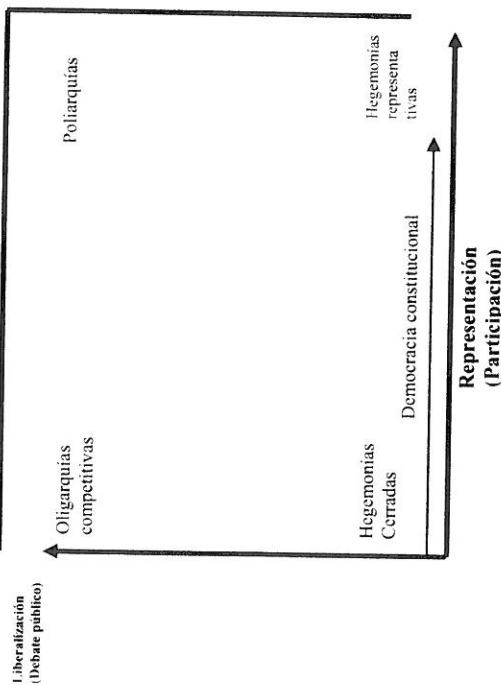 Liberalización
(Debate público)
Oligarquías
competitivas
Poliarquías
Hegemonías
Cerradas
Democracia constitucional
Hegemonías
representa
tivas
Representación
(Participación)